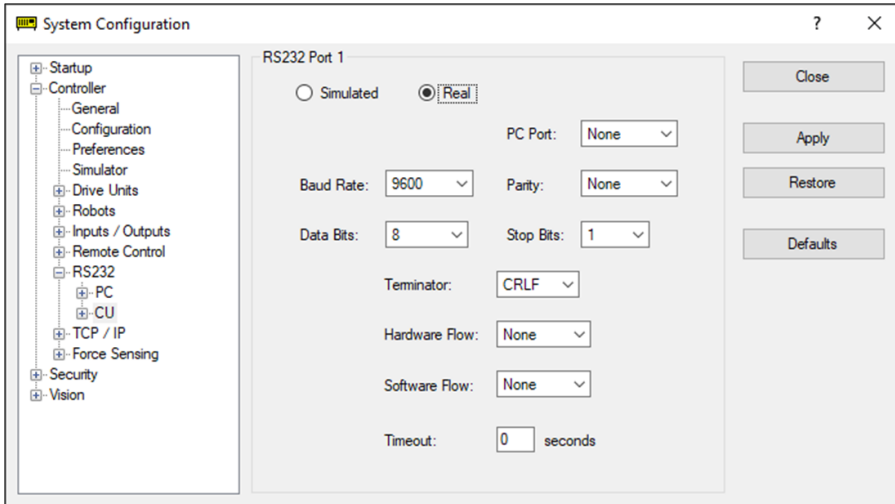 System Configuration
?
Startup
Controller
General
Configuration
Preferences
Simulator
Drive Units
Robots
Inputs / Outputs
Remote Control
RS232
PC
CU
TCP / IP
Force Sensing
Security
Vision
RS232 Port 1
Simulated Real
PC Port: None
Baud Rate: 9600 Parity: None
Data Bits: 8 Stop Bits: 1
Terminator: CRLF
Hardware Flow: None
Software Flow: None
Timeout: 0 seconds
Close
Apply
Restore
Defaults